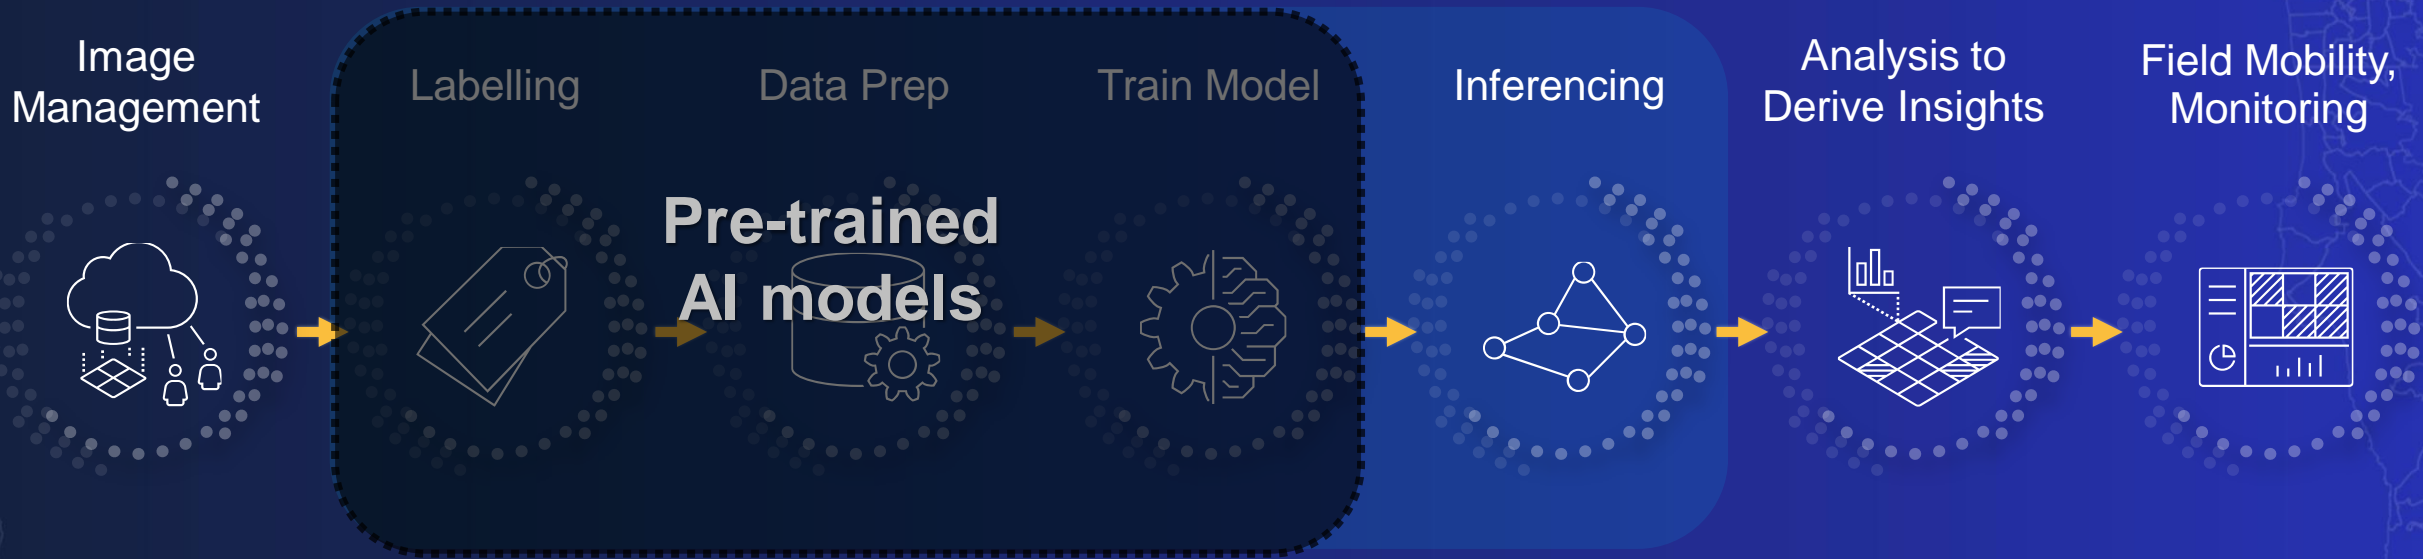 Image
Management
Labelling
Data Prep
Train Model
Inferencing
Analysis to
Derive Insights
Field Mobility,
Monitoring
Pre-trained
AI models